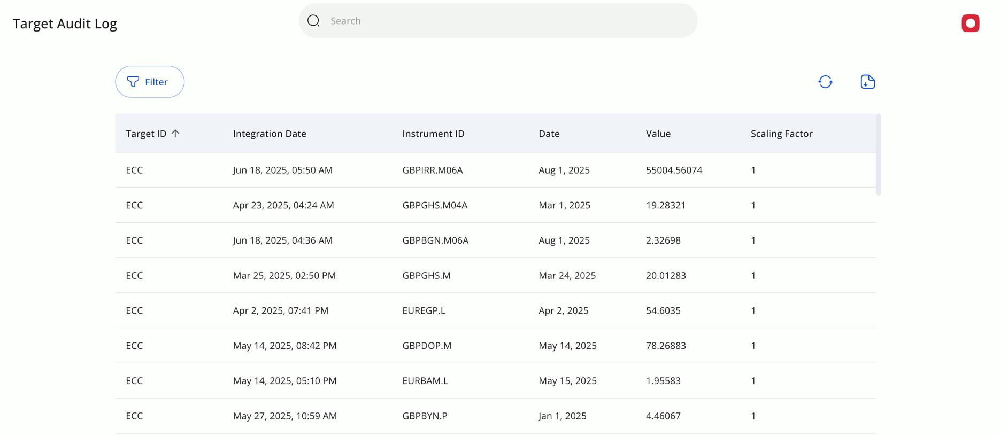 Target Audit Log
Search
Filter
Target ID Integration Date Instrument ID Date Value Scaling Factor
ECC Jun 18, 2025, 05:50 AM GBPIRR.M06A Aug 1, 2025 55004.56074 1
ECC Apr 23, 2025, 04:24 AM GBPGHS.M04A Mar 1, 2025 19.28321 1
ECC Jun 18, 2025, 04:36 AM GBPBGN.M06A Aug 1, 2025 2.32698 1
ECC Mar 25, 2025, 02:50 PM GBPGHS.M Mar 24, 2025 20.01283 1
ECC Apr 2, 2025, 07:41 PM EUREGP.L Apr 2, 2025 54.6035 1
ECC May 14, 2025, 08:42 PM GBPDOP.M May 14, 2025 78.26883 1
ECC May 14, 2025, 05:10 PM EURBAM.L May 15, 2025 1.95583 1
ECC May 27, 2025, 10:59 AM GBPBYN.P Jan 1, 2025 4.46067 1